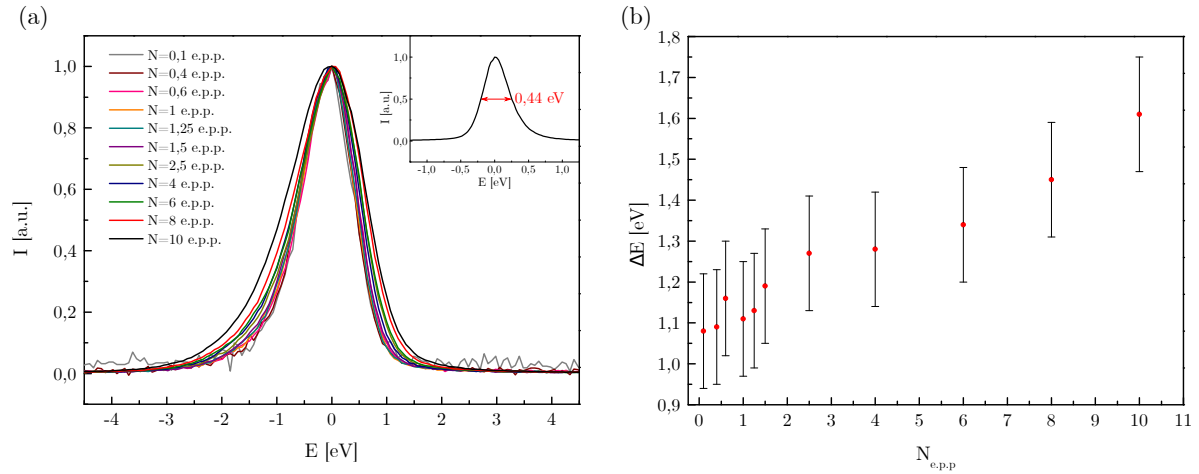 (a)
I [a.u.]
1,0
0,8
0,6
0,4
0,2
0,0
-4
-3
-2
-1
0
1
2
3
4
E [eV]
N=0,1 e.p.p.
N=0,4 e.p.p.
N=0,6 e.p.p.
N=1 e.p.p.
N=1,25 e.p.p.
N=1,5 e.p.p.
N=2,5 e.p.p.
N=4 e.p.p.
N=6 e.p.p.
N=8 e.p.p.
N=10 e.p.p.
I [a.u.]
1,0
0,5
0,0
0,44 eV
-1,0
-0,5
0,0
0,5
1,0
E [eV]
(b)
ΔE [eV]
1,8
1,7
1,6
1,5
1,4
1,3
1,2
1,1
1,0
0,9
0
1
2
3
4
5
6
7
8
9
10
11
N e.p.p